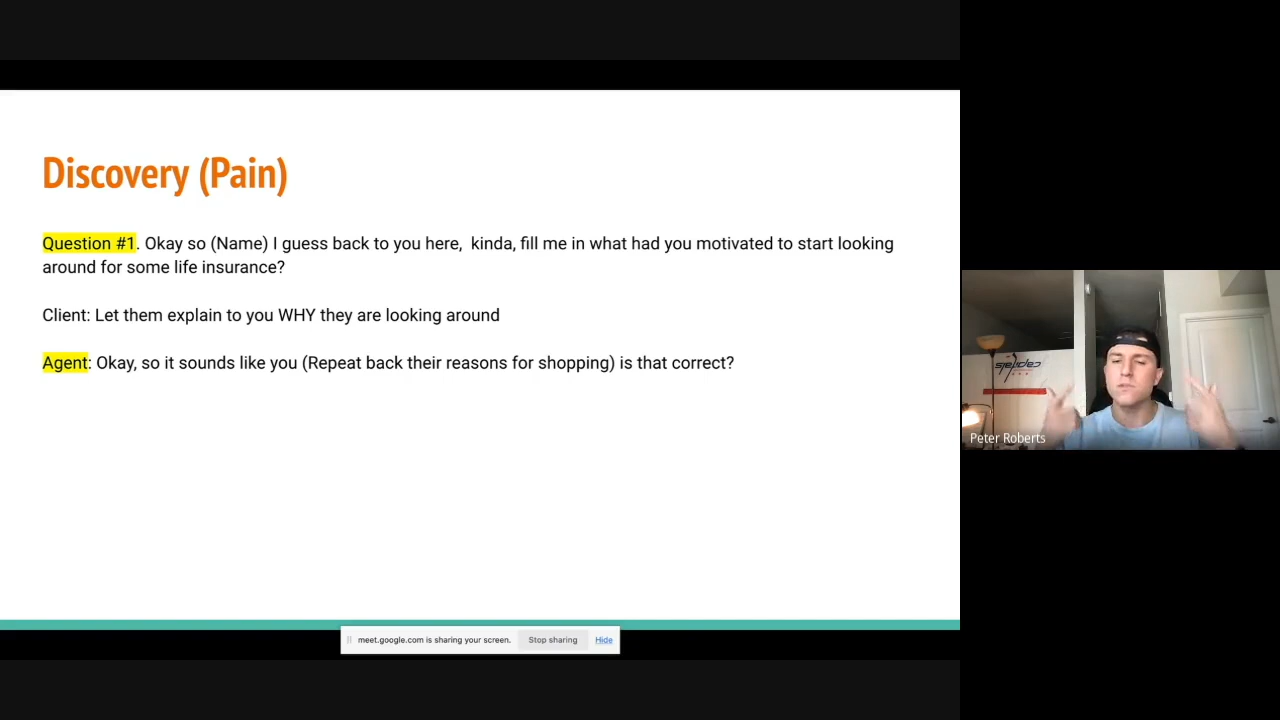 Discovery (Pain)
Question #1. Okay so (Name) I guess back to you here,  kinda, fill me in what had you motivated to start looking
around for some life insurance?
Client: Let them explain to you WHY they are looking around
Agent: Okay, so it sounds like you (Repeat back their reasons for shopping) is that correct?
capitals
Peter Roberts
meet.google.com is sharing your screen.
Stop sharing
Hide